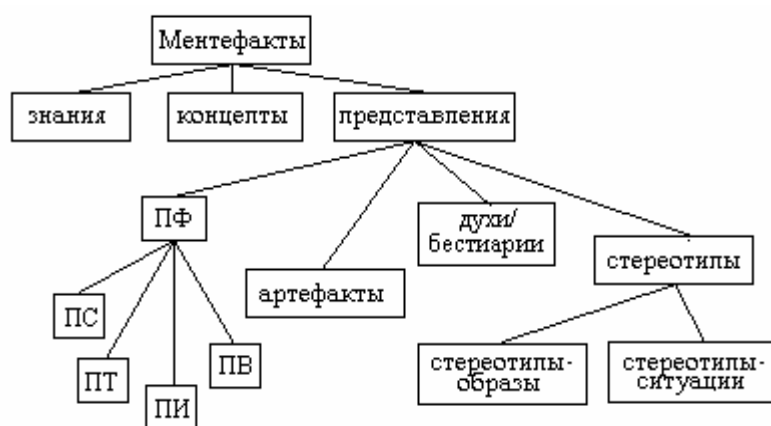 Ментефакты
знания
концепты
представления
ПФ
духи/
бестиарии
стереотипы
артефакты
ПС
ПТ
ПИ
ПВ
стереотипы-
образы
стереотипы-
ситуации